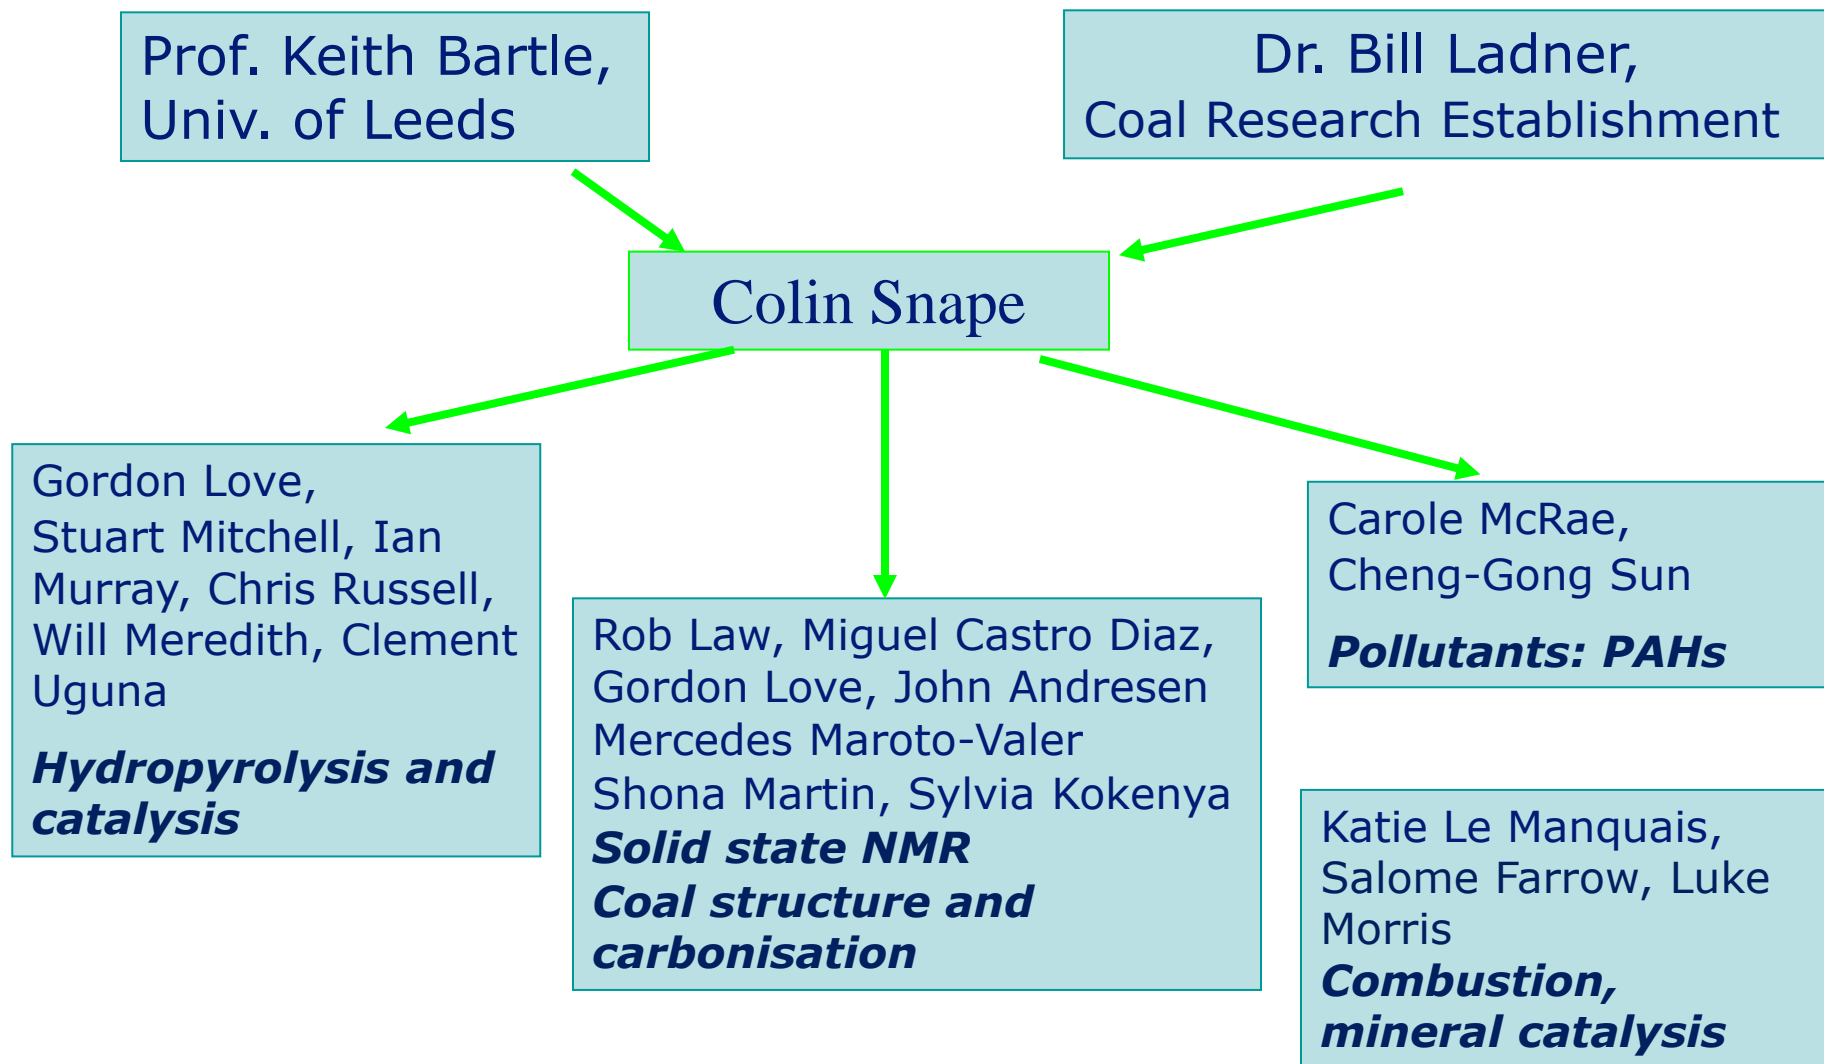 Prof. Keith Bartle,
Univ. of Leeds
Dr. Bill Ladner,
Coal Research Establishment
Colin Snape
Gordon Love,
Stuart Mitchell, Ian
Murray, Chris Russell,
Will Meredith, Clement
Uguna
Hydropyrolysis and
catalysis
Rob Law, Miguel Castro Diaz,
Gordon Love, John Andresen
Mercedes Maroto-Valer
Shona Martin, Sylvia Kokenya
Solid state NMR
Coal structure and
carbonisation
Carole McRae,
Cheng-Gong Sun
Pollutants: PAHs
Katie Le Manquais,
Salome Farrow, Luke
Morris
Combustion,
mineral catalysis